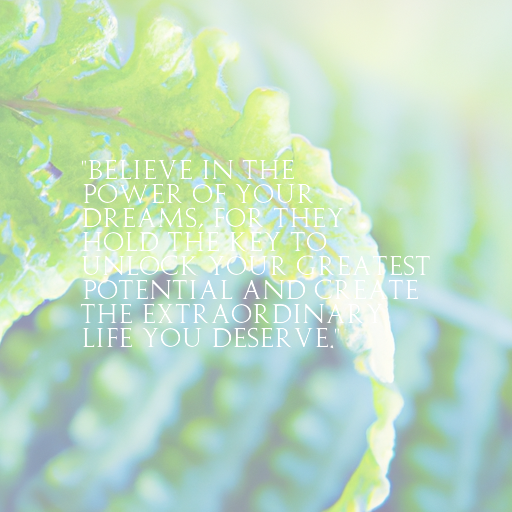 "BELIEVE IN THE
POWER OF YOUR
DREAMS, FOR THEY
HOLD THE KEY TO
UNLOCK YOUR GREATEST
POTENTIAL AND CREATE
THE EXTRAORDINARY
LIFE YOU DESERVE."